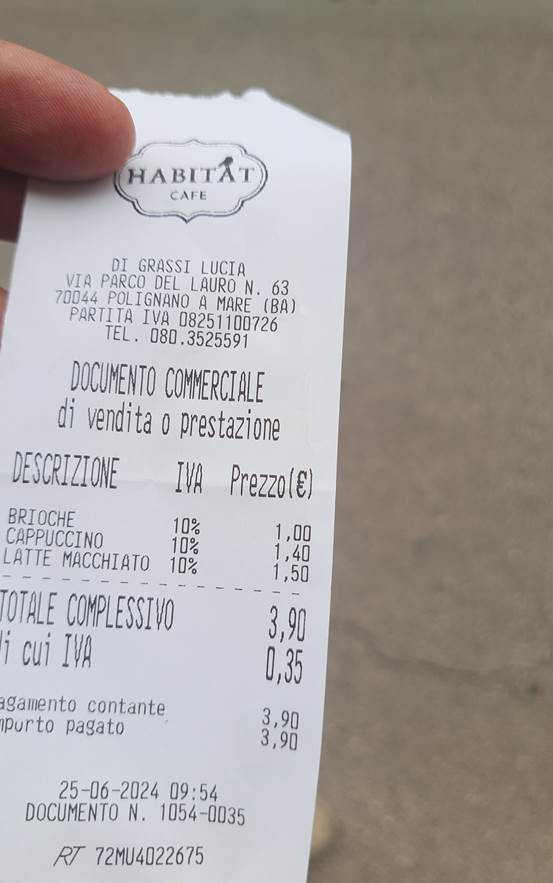 HABITAT
CAFE
DI GRASSI LUCIA
VIA PARCO DEL LAURO N. 63
70044 POLIGNANO A MARE (BA)
PARTITA IVA 08251100726
TEL. 080.3525591
DOCUMENTO COMMERCIALE
di vendita o prestazione
DESCRIZIONE IVA Prezzo(€)
BRIOCHE 10% 1,00
CAPPUCCINO 10% 1,40
LATTE MACCHIATO 10% 1,50
TOTALE COMPLESSIVO 3,90
di cui IVA 0,35
agamento contante 3,90
mporto pagato 3,90
25-06-2024 09:54
DOCUMENTO N. 1054-0035
RT 72MU4022675